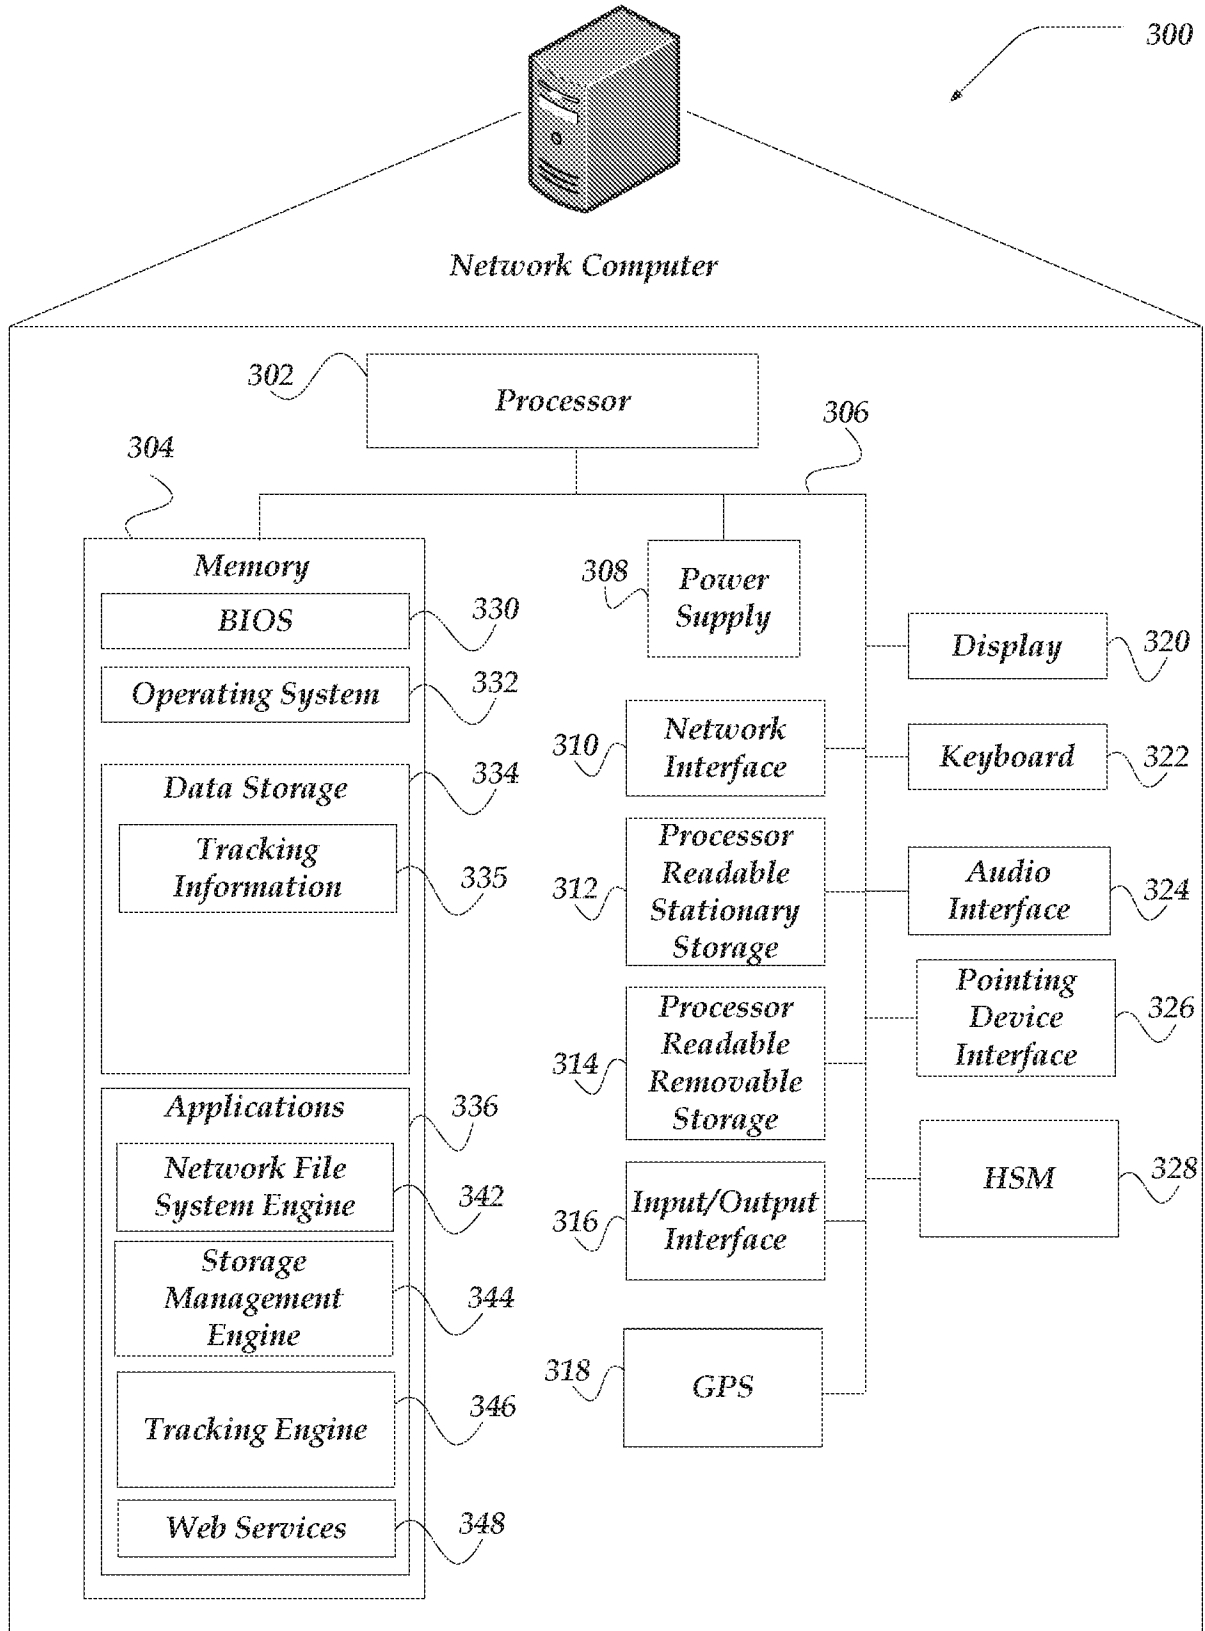 300
Network Computer
302
Processor
306
304
Memory
308
Power
Supply
BIOS
330
Display
320
Operating System
332
310
Network
Interface
Keyboard
322
Data Storage
334
Tracking
Information
335
312
Processor
Readable
Stationary
Storage
Audio
Interface
324
Pointing
Device
Interface
326
314
Processor
Readable
Removable
Storage
Applications
336
Network File
System Engine
342
316
Input/Output
Interface
HSM
328
Storage
Management
Engine
344
318
GPS
Tracking Engine
346
Web Services
348